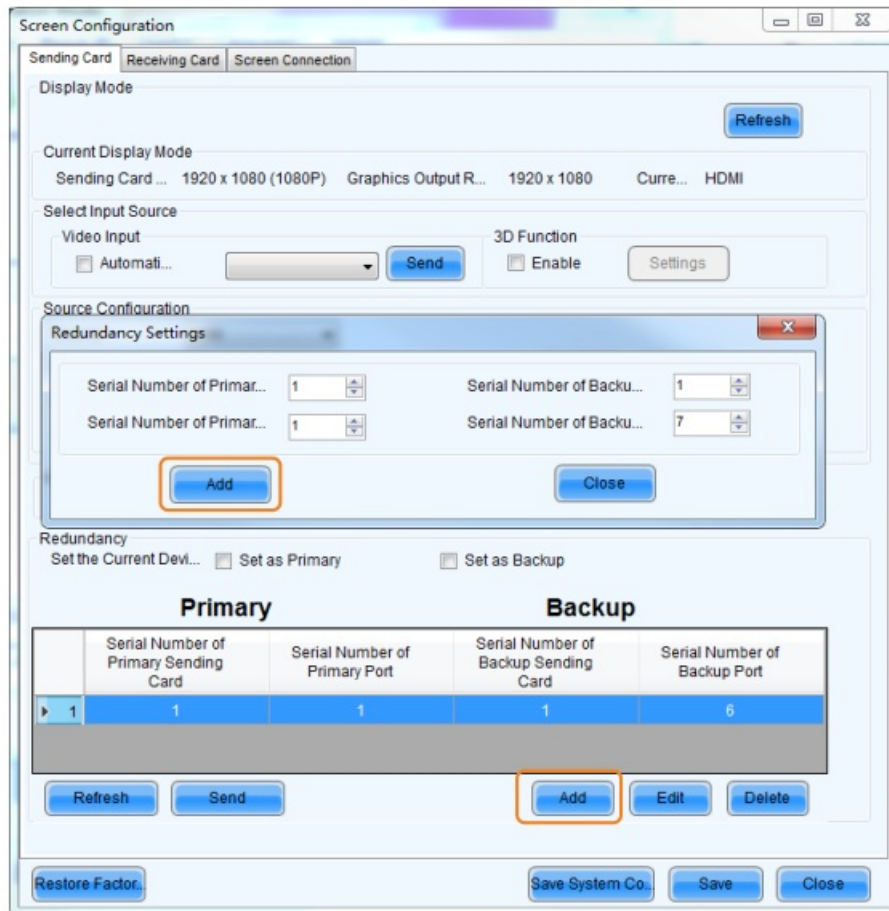 Screen Configuration
Sending Card Receiving Card Screen Connection
Display Mode
Refresh
Current Display Mode
Sending Card ... 1920 x 1080 (1080P) Graphics Output R... 1920 x 1080 Curre... HDMI
Select Input Source
Video Input 3D Function
Automati... Send Enable Settings
Source Configuration
Redundancy Settings
Serial Number of Primar... 1 Serial Number of Backu... 1
Serial Number of Primar... 1 Serial Number of Backu... 7
Add Close
Redundancy
Set the Current Devi... Set as Primary Set as Backup
Primary Backup
Serial Number of Primary Sending Card Serial Number of Primary Port Serial Number of Backup Sending Card Serial Number of Backup Port
1 1 1 1 6
Refresh Send Add Edit Delete
Restore Factor... Save System Co... Save Close